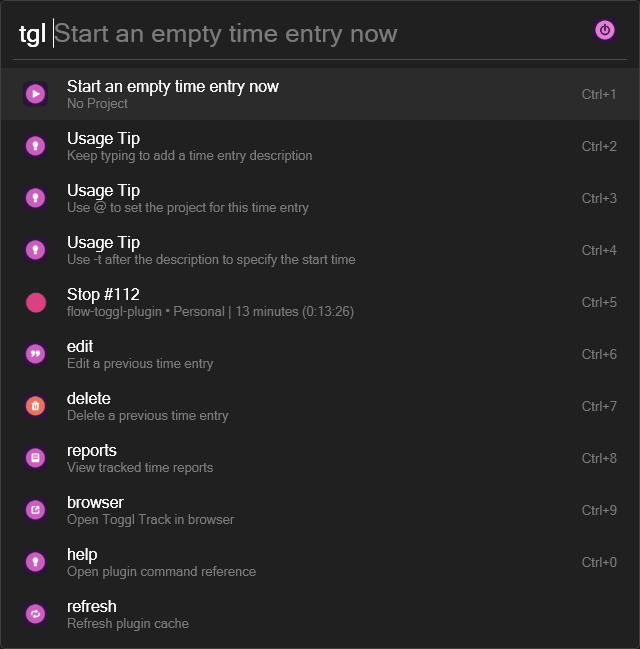 tgl Start an empty time entry now
Start an empty time entry now
No Project
Ctrl+1
Usage Tip
Keep typing to add a time entry description
Ctrl+2
Usage Tip
Use @ to set the project for this time entry
Ctrl+3
Usage Tip
Use -t after the description to specify the start time
Ctrl+4
Stop #112
flow-toggl-plugin • Personal | 13 minutes (0:13:26)
Ctrl+5
edit
Edit a previous time entry
Ctrl+6
delete
Delete a previous time entry
Ctrl+7
reports
View tracked time reports
Ctrl+8
browser
Open Toggl Track in browser
Ctrl+9
help
Open plugin command reference
Ctrl+0
refresh
Refresh plugin cache